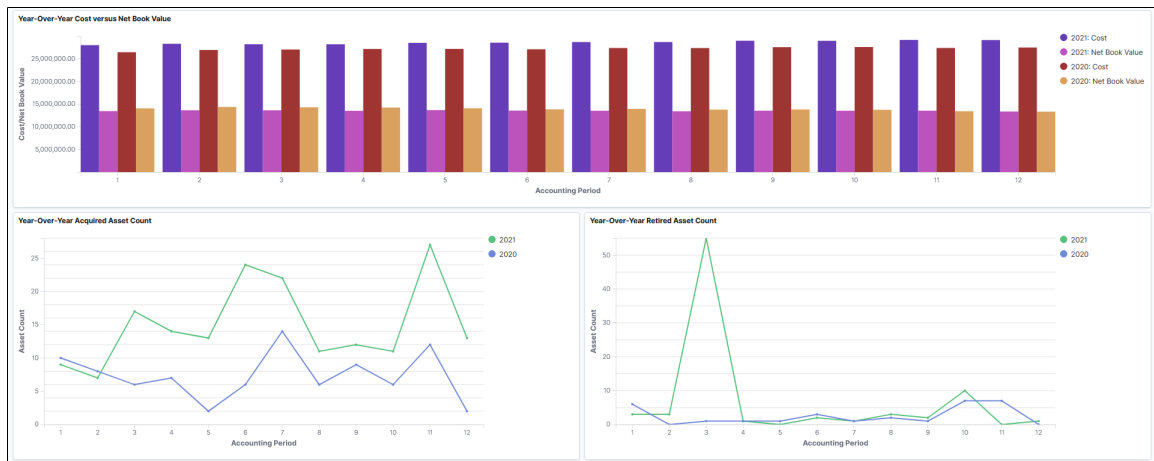 Year-Over-Year Cost versus Net Book Value
Cost/Net Book Value
25,000,000.00
20,000,000.00
15,000,000.00
10,000,000.00
5,000,000.00
1 2 3 4 5 6 7 8 9 10 11 12
Accounting Period
2021: Cost
2021: Net Book Value
2020: Cost
2020: Net Book Value
Year-Over-Year Acquired Asset Count
Asset Count
25
20
15
10
5
0
1 2 3 4 5 6 7 8 9 10 11 12
Accounting Period
2021
2020
Year-Over-Year Retired Asset Count
Asset Count
50
40
30
20
10
0
1 2 3 4 5 6 7 8 9 10 11 12
Accounting Period
2021
2020